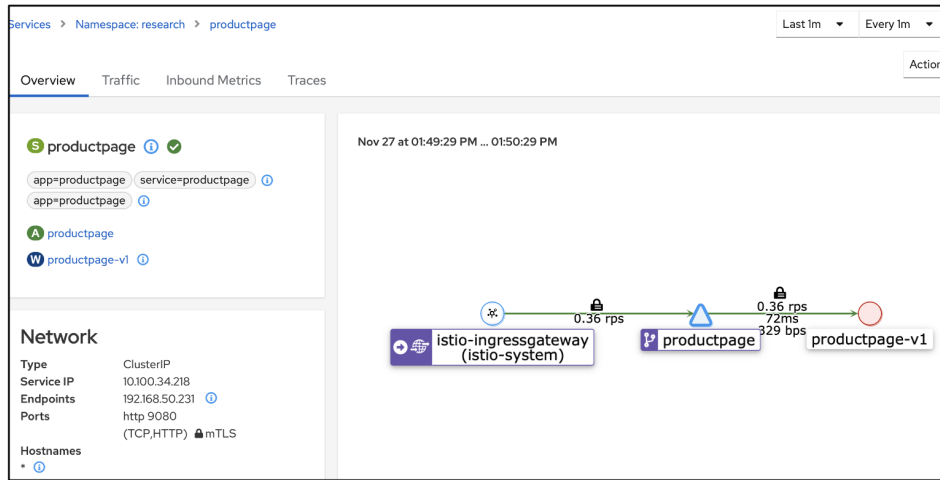 Services > Namespace: research > productpage
Last 1m
Every 1m
Overview Traffic Inbound Metrics Traces
S productpage
app=productpage service=productpage
app=productpage
A productpage
W productpage-v1
Network
Type ClusterIP
Service IP 10.100.34.218
Endpoints 192.168.50.231
Ports http 9080
(TCP,HTTP) mTLS
Hostnames
*
Nov 27 at 01:49:29 PM ... 01:50:29 PM
0.36 rps
0.36 rps
72ms
329 bps
istio-ingressgateway
(istio-system)
productpage
productpage-v1